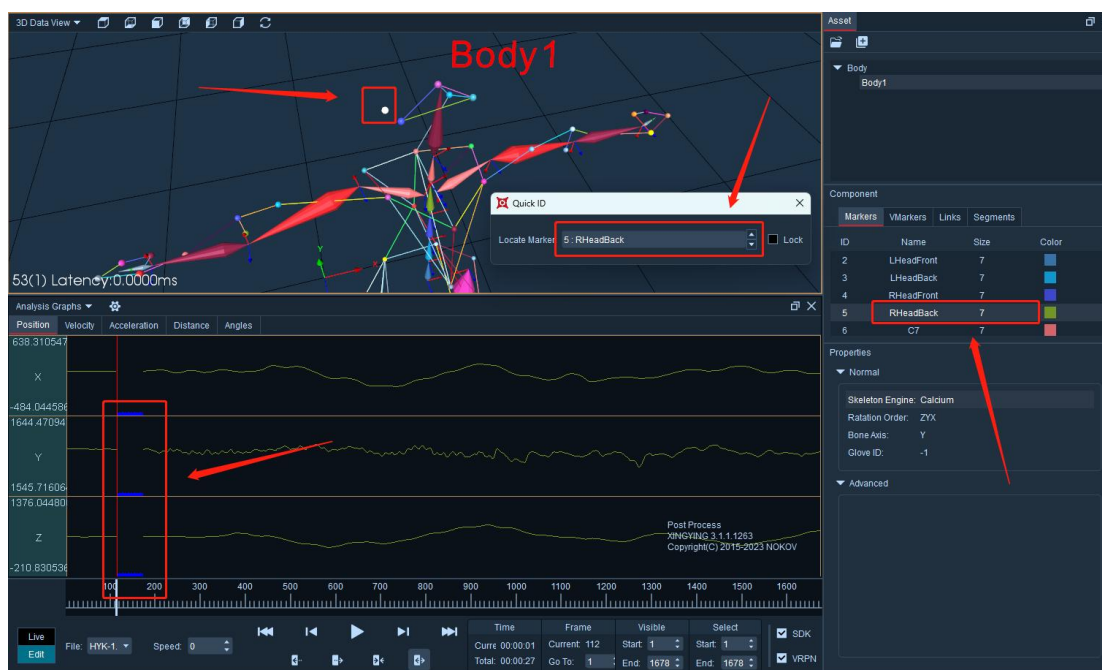 3D Data View
Body1
Quick ID
Locate Marker 5 : RHeadBack Lock
53(1) Latency:0.0000ms
Analysis Graphs
Position Velocity Acceleration Distance Angles
638.310547
X
-484.044586
1644.47094
Y
1545.71606
1376.04480
Z
-210.830536
Post Process
XINGYING 3.1.1.1263
Copyright(C) 2015-2023 NOKOV
100 200 300 400 500 600 700 800 900 1000 1100 1200 1300 1400 1500 1600
Live
Edit
File: HYK-1.
Speed: 0
Time Frame Visible Select
Curre 00:00:01 Current: 112 Start: 1 Start: 1
Total: 00:00:27 Go To: 1 End: 1678 End: 1678
SDK
VRPN
Asset
Body
Body1
Component
Markers VMarkers Links Segments
ID Name Size Color
2 LHeadFront 7
3 LHeadBack 7
4 RHeadFront 7
5 RHeadBack 7
6 C7 7
Properties
Normal
Skeleton Engine: Calcium
Ratation Order: ZYX
Bone Axis: Y
Glove ID: -1
Advanced